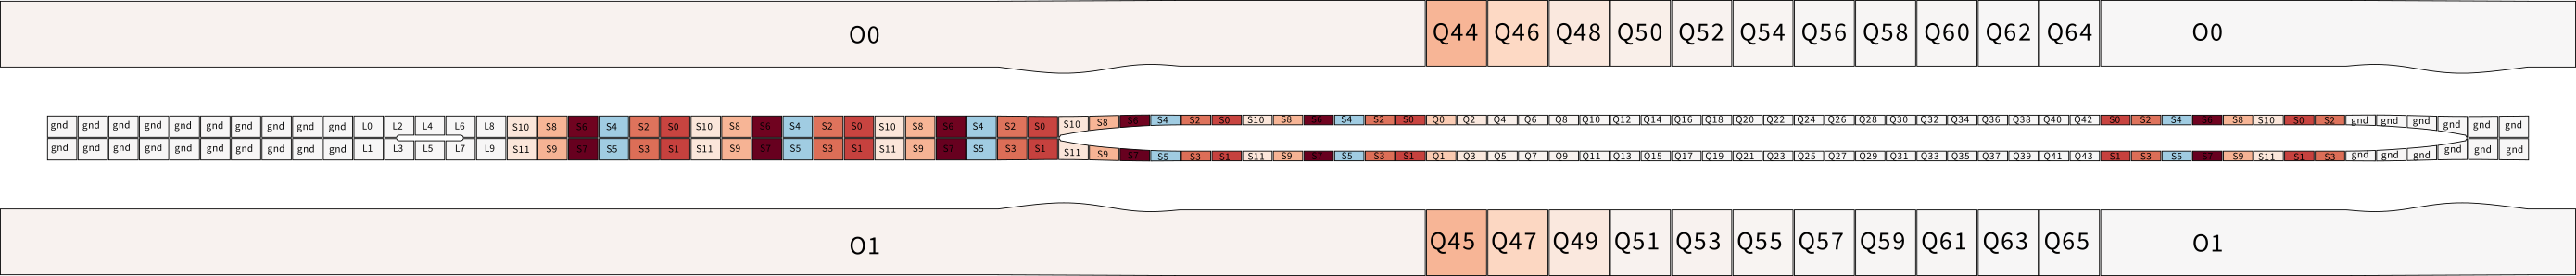 O0 Q44 Q46 Q48 Q50 Q52 Q54 Q56 Q58 Q60 Q62 Q64 O0
gnd gnd gnd gnd gnd gnd gnd gnd gnd gnd L0 L2 L4 L6 L8 S10 S8 S6 S4 S2 S0 S10 S8 S6 S4 S2 S0 S10 S8 S6 S4 S2 S0 S10 S8 S6 S4 S2 S0 S10 S8 S6 S4 S2 S0 Q0 Q2 Q4 Q6 Q8 Q10 Q12 Q14 Q16 Q18 Q20 Q22 Q24 Q26 Q28 Q30 Q32 Q34 Q36 Q38 Q40 Q42 S0 S2 S4 S6 S8 S10 S0 S2 gnd gnd gnd gnd gnd gnd
gnd gnd gnd gnd gnd gnd gnd gnd gnd gnd L1 L3 L5 L7 L9 S11 S9 S7 S5 S3 S1 S11 S9 S7 S5 S3 S1 S11 S9 S7 S5 S3 S1 S11 S9 S7 S5 S3 S1 S11 S9 S7 S5 S3 S1 Q1 Q3 Q5 Q7 Q9 Q11 Q13 Q15 Q17 Q19 Q21 Q23 Q25 Q27 Q29 Q31 Q33 Q35 Q37 Q39 Q41 Q43 S1 S3 S5 S7 S9 S11 S1 S3 gnd gnd gnd gnd gnd gnd
O1 Q45 Q47 Q49 Q51 Q53 Q55 Q57 Q59 Q61 Q63 Q65 O1